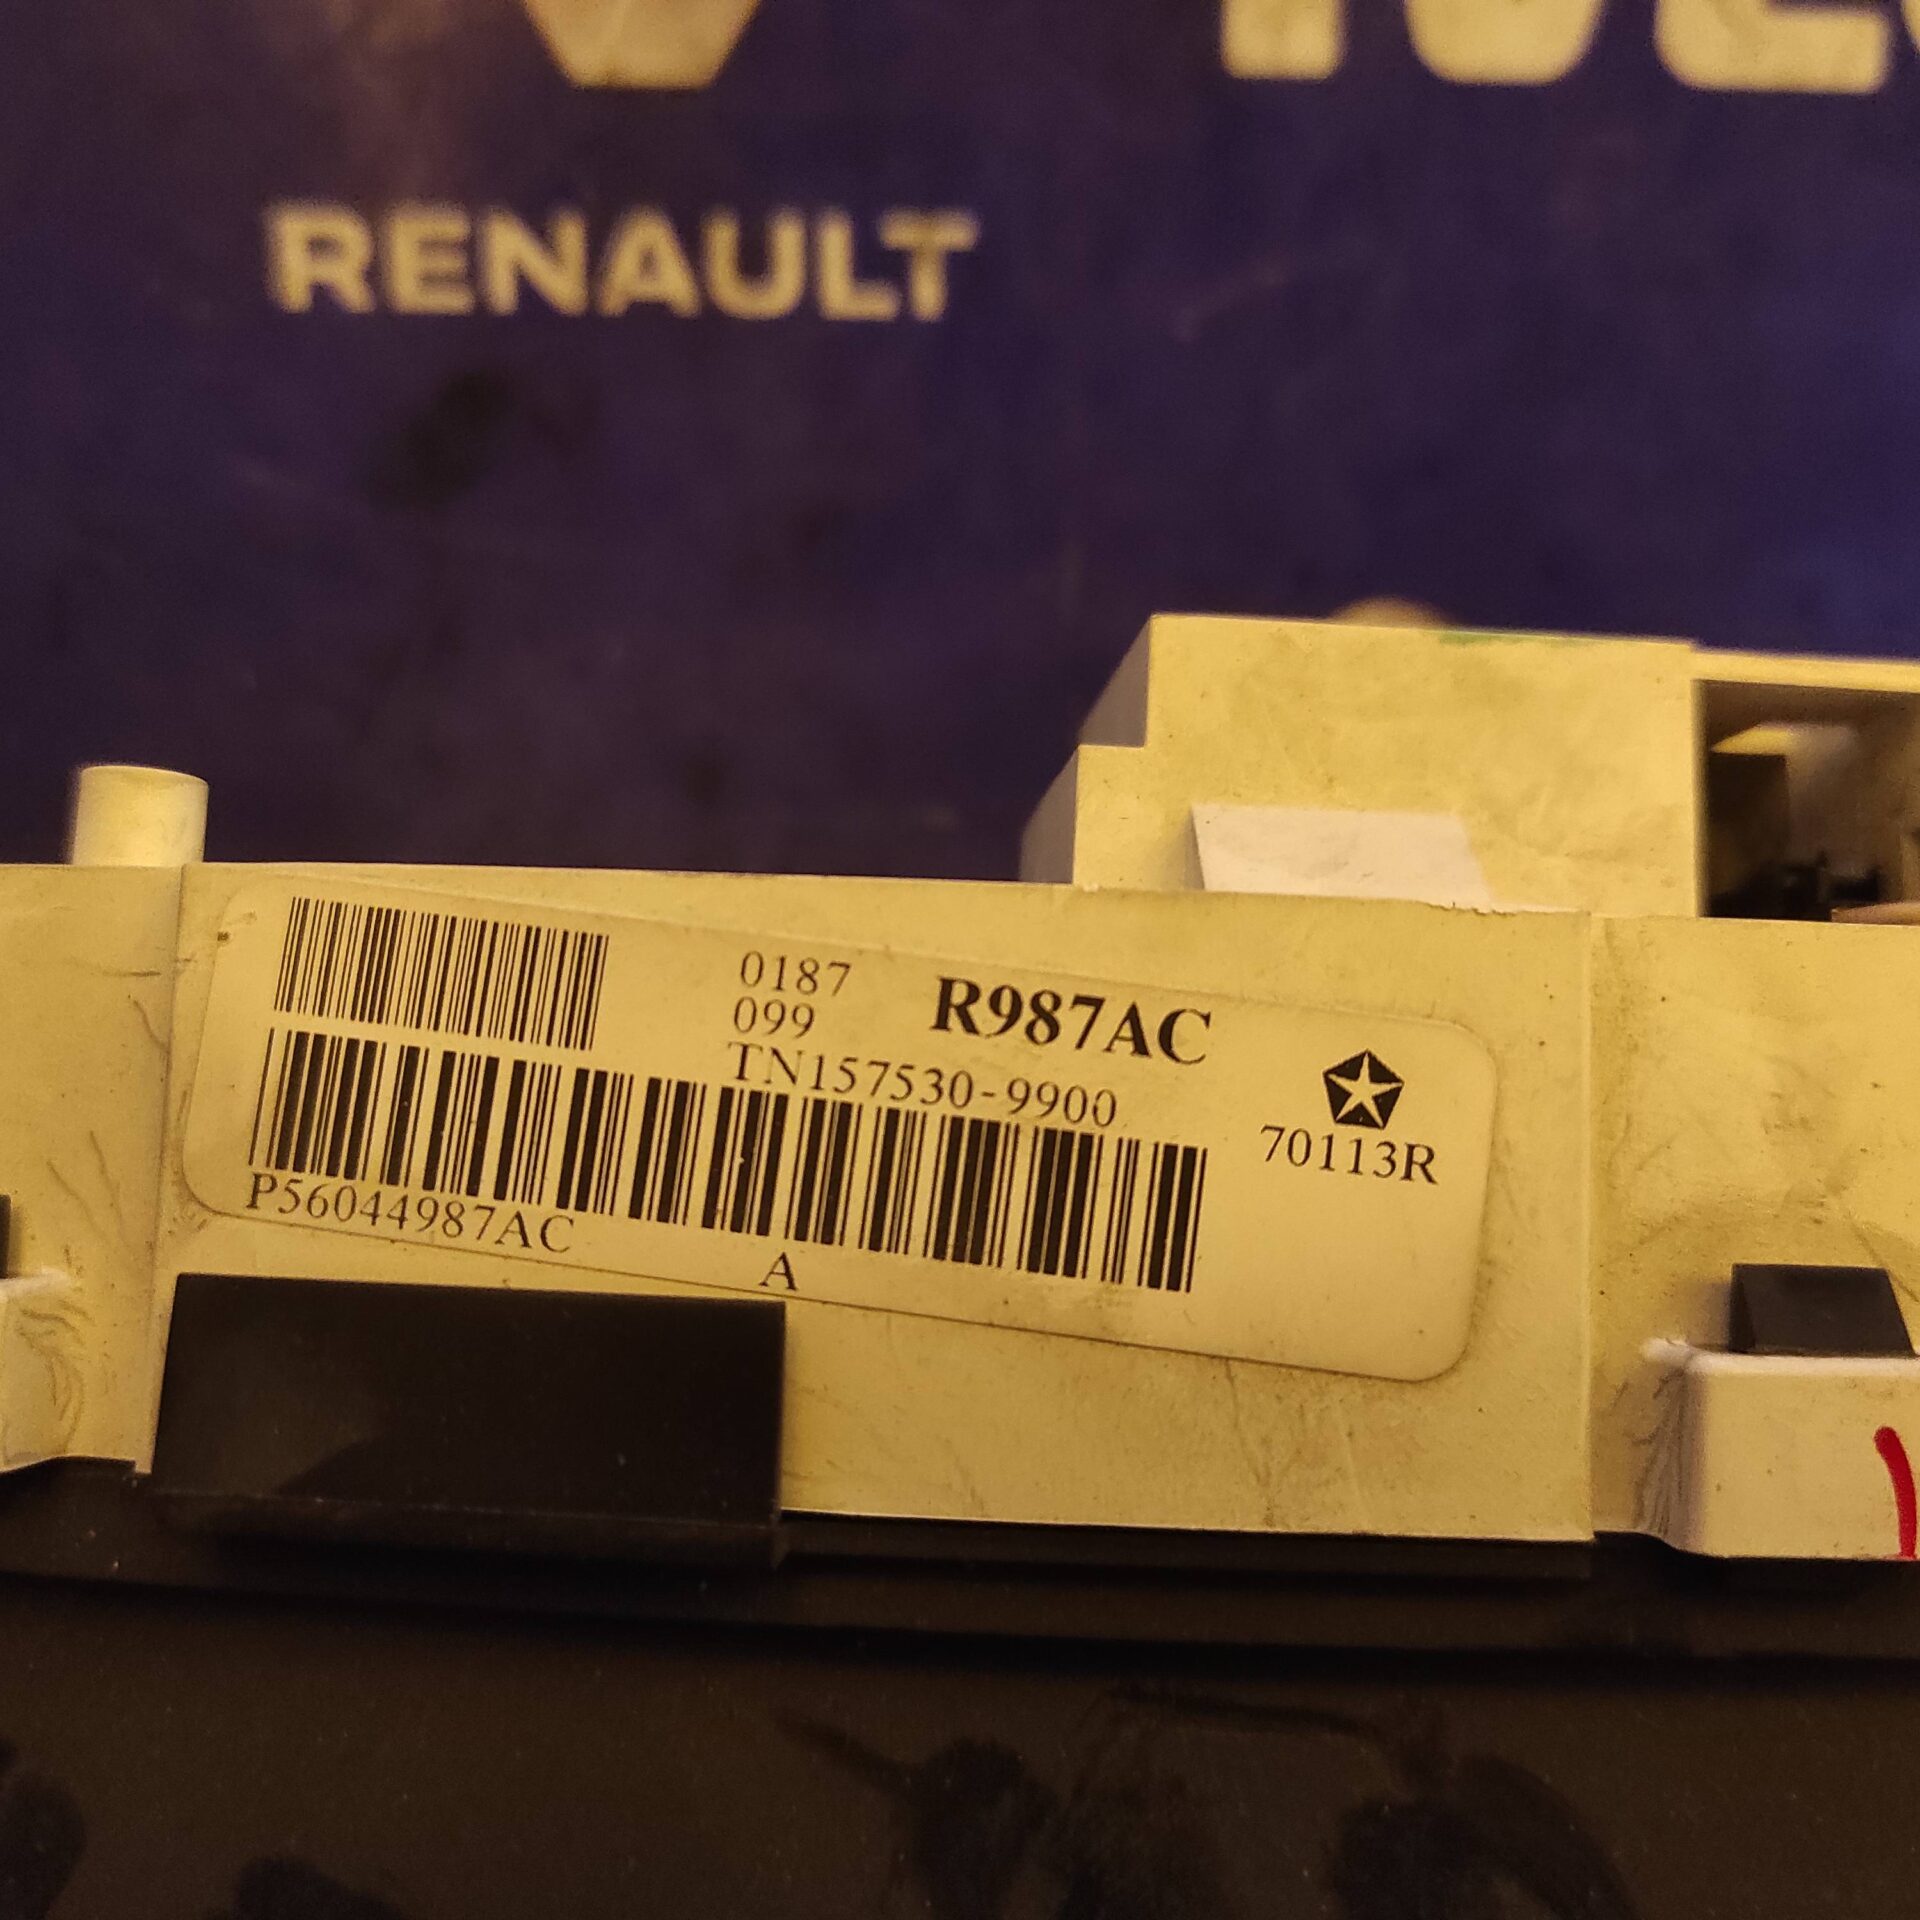 RENAULT
0187
099
R987AC
TN157530-9900
70113R
P56044987AC
A